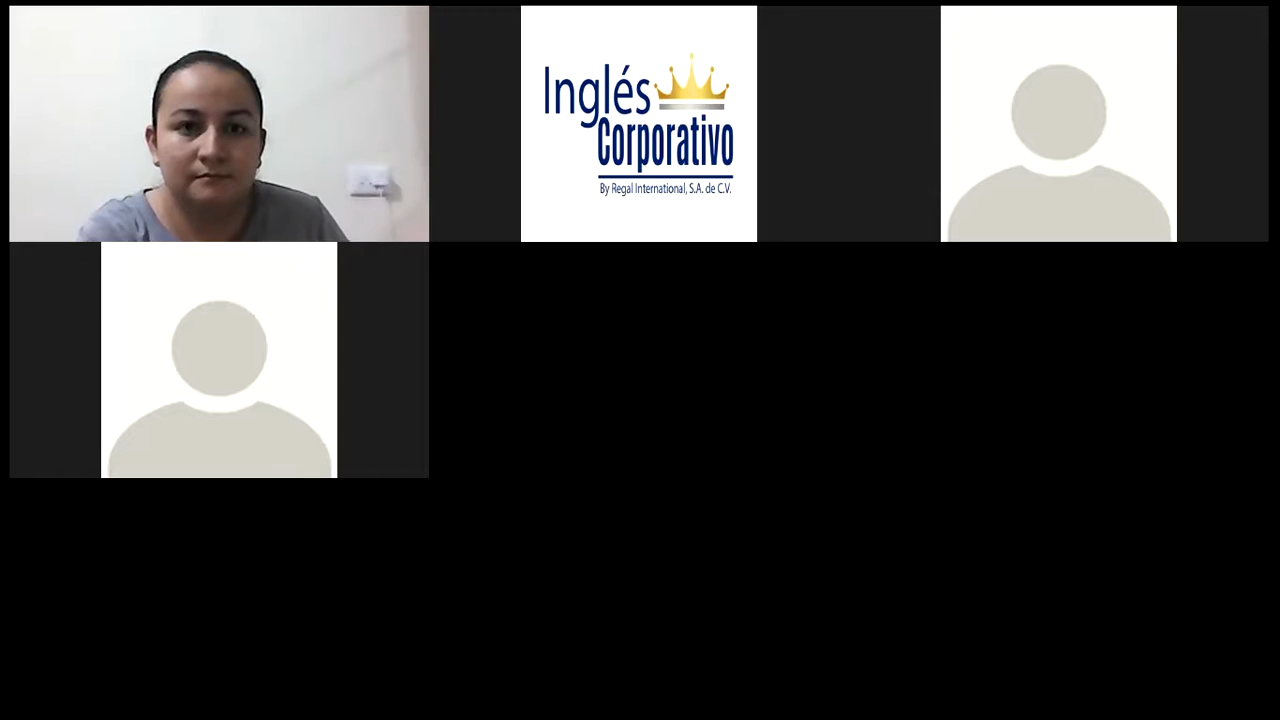 Inglés
Corporativo
By Regal International, S.A. de C.V.